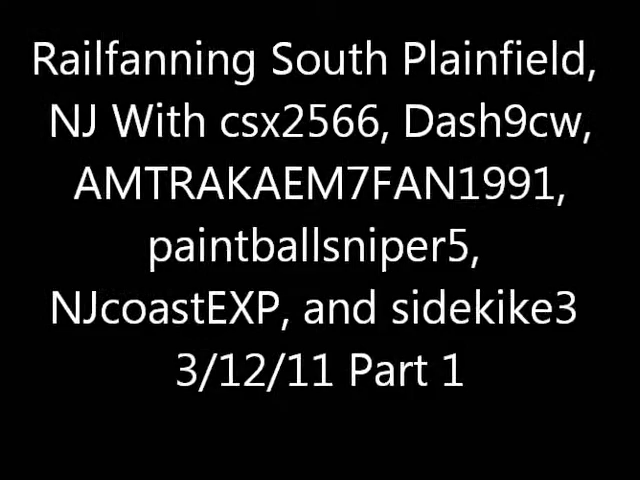 Railfanning South Plainfield,
NJ With csx2566, Dash9cw,
AMTRAKAEM7FAN1991,
paintballsniper5,
NJcoastEXP, and sidekike3
3/12/11 Part 1